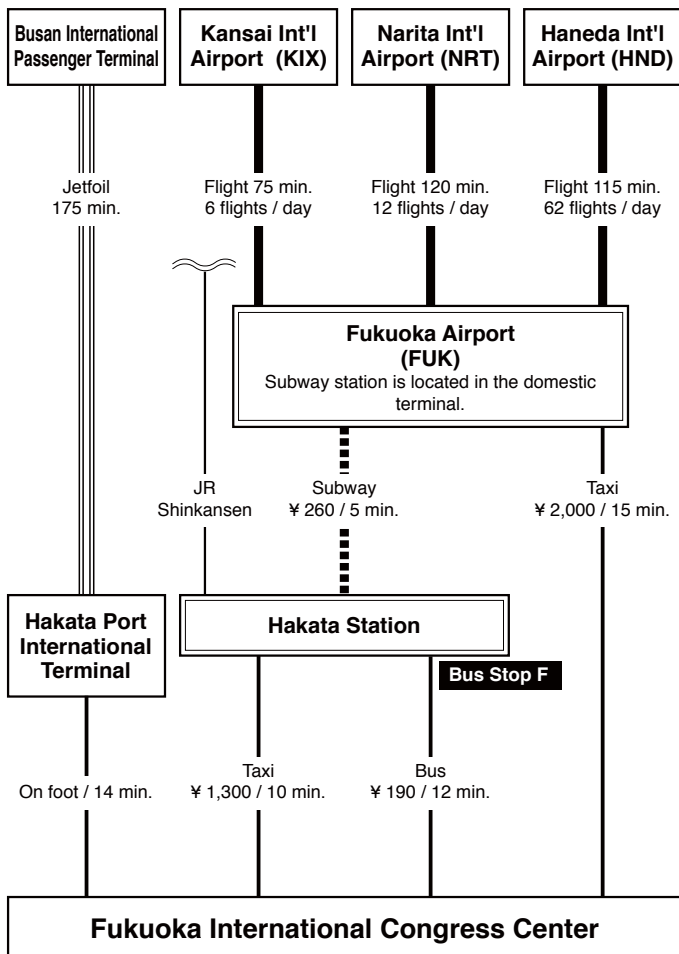 Busan International
Passenger Terminal
Kansai Int'l
Airport (KIX)
Narita Int'l
Airport (NRT)
Haneda Int'l
Airport (HND)
Jetfoil
175 min.
Flight 75 min.
6 flights / day
Flight 120 min.
12 flights / day
Flight 115 min.
62 flights / day
Fukuoka Airport
(FUK)
Subway station is located in the domestic
terminal.
JR
Shinkansen
Subway
¥ 260 / 5 min.
Taxi
¥ 2,000 / 15 min.
Hakata Port
International
Terminal
Hakata Station
Bus Stop F
On foot / 14 min.
Taxi
¥ 1,300 / 10 min.
Bus
¥ 190 / 12 min.
Fukuoka International Congress Center